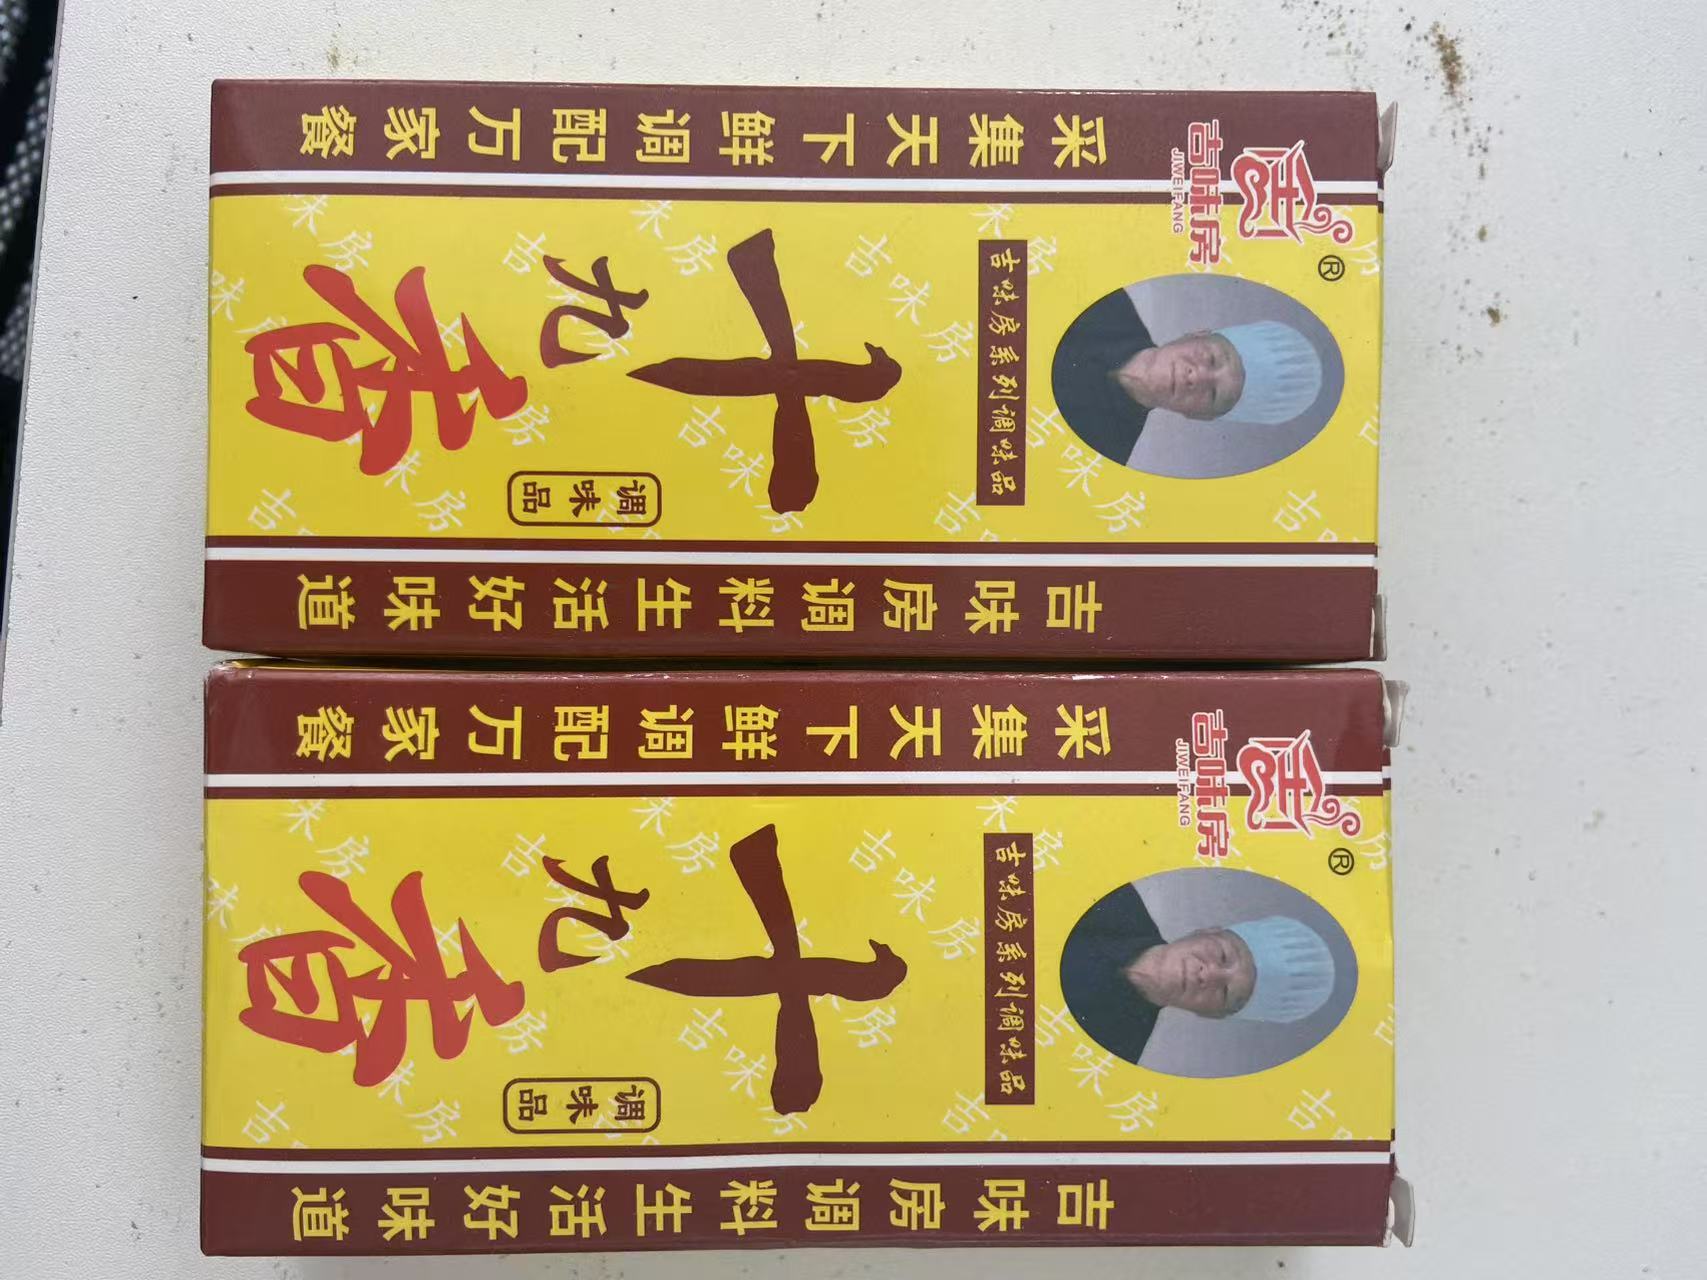 采集天下鲜调配万家餐
吉味房
JIWEIFANG
®
吉味房系列调味品
十九香
调味品
吉味房调料生活好味道
采集天下鲜调配万家餐
吉味房
JIWEIFANG
®
吉味房系列调味品
十九香
调味品
吉味房调料生活好味道